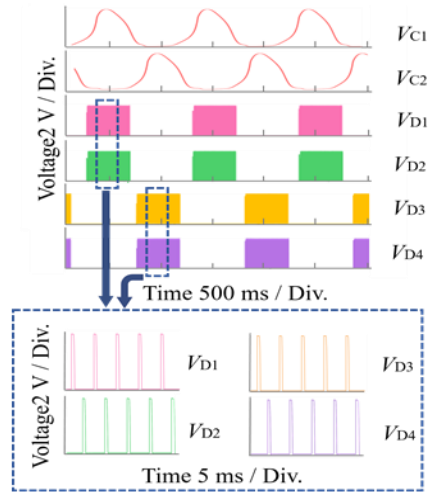 Voltage2 V / Div.
VC1
VC2
VD1
VD2
VD3
VD4
Time 500 ms / Div.
Voltage2 V / Div.
VD1
VD3
VD2
VD4
Time 5 ms / Div.